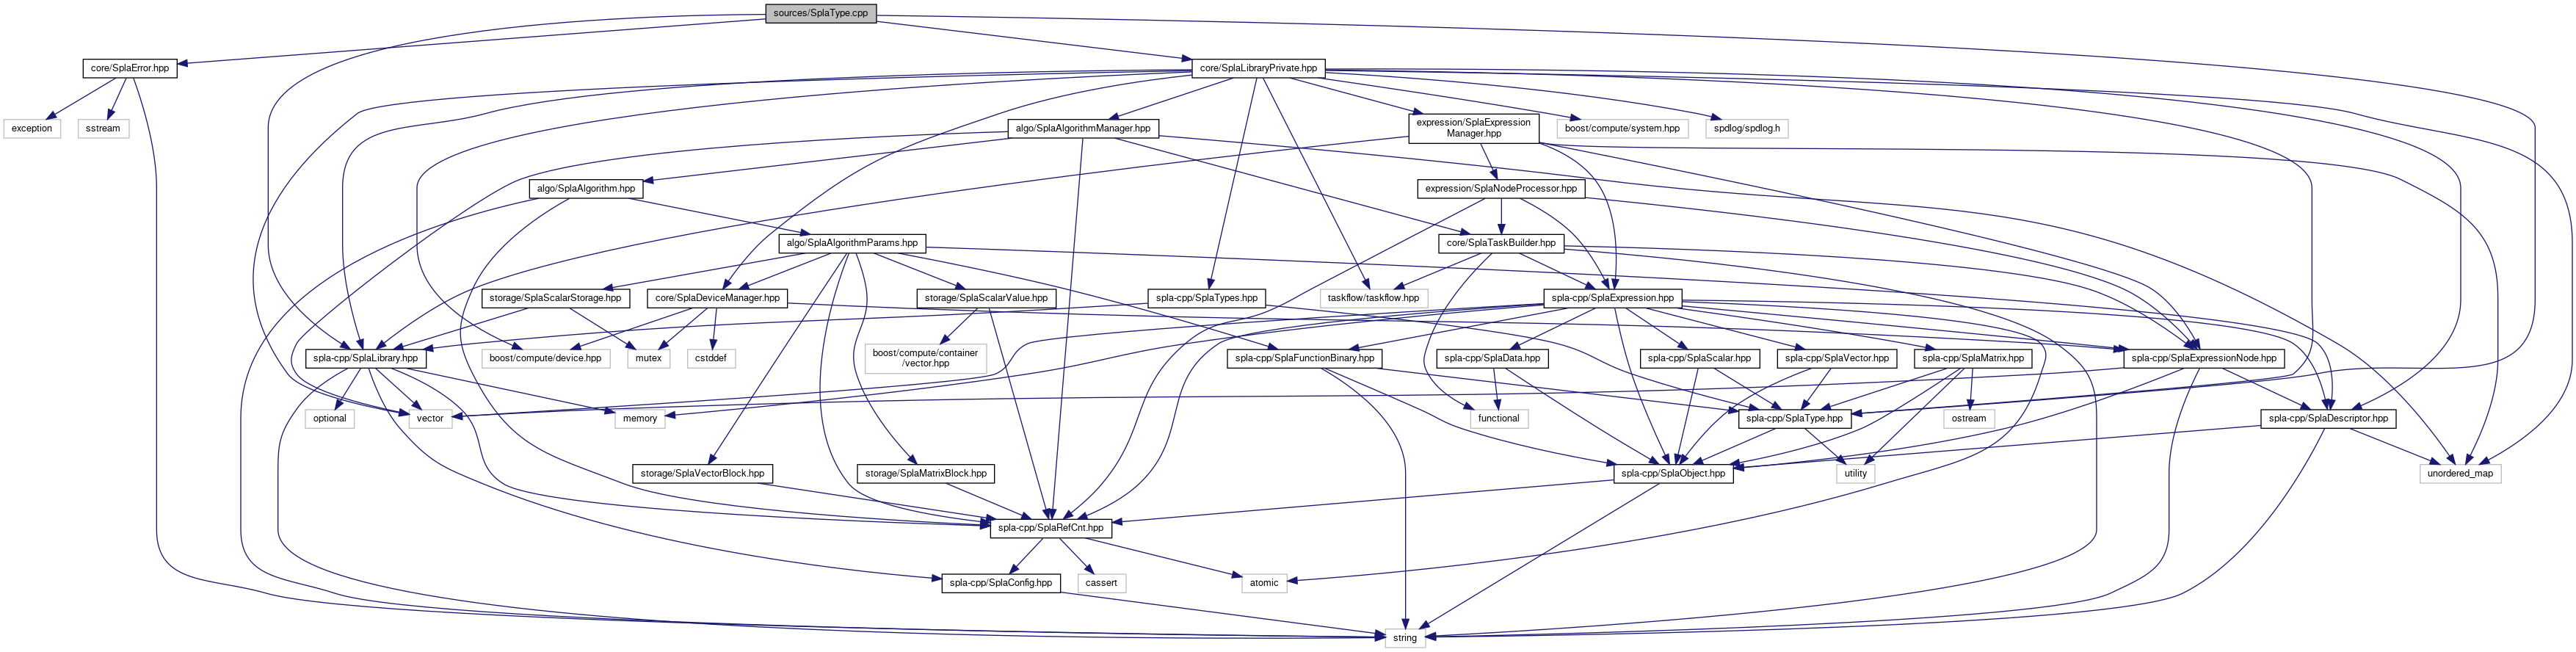 sources/SplaType.cpp
core/SplaError.hpp
core/SplaLibraryPrivate.hpp
exception
sstream
algo/SplaAlgorithmManager.hpp
expression/SplaExpression
Manager.hpp
boost/compute/system.hpp
spdlog/spdlog.h
algo/SplaAlgorithm.hpp
expression/SplaNodeProcessor.hpp
algo/SplaAlgorithmParams.hpp
core/SplaTaskBuilder.hpp
storage/SplaScalarStorage.hpp
core/SplaDeviceManager.hpp
storage/SplaScalarValue.hpp
spla-cpp/SplaTypes.hpp
taskflow/taskflow.hpp
spla-cpp/SplaExpression.hpp
spla-cpp/SplaLibrary.hpp
boost/compute/device.hpp
mutex
cstddef
boost/compute/container
/vector.hpp
spla-cpp/SplaFunctionBinary.hpp
spla-cpp/SplaData.hpp
spla-cpp/SplaScalar.hpp
spla-cpp/SplaVector.hpp
spla-cpp/SplaMatrix.hpp
spla-cpp/SplaExpressionNode.hpp
optional
vector
memory
functional
spla-cpp/SplaType.hpp
ostream
spla-cpp/SplaDescriptor.hpp
storage/SplaVectorBlock.hpp
storage/SplaMatrixBlock.hpp
spla-cpp/SplaObject.hpp
utility
unordered_map
spla-cpp/SplaRefCnt.hpp
spla-cpp/SplaConfig.hpp
cassert
atomic
string